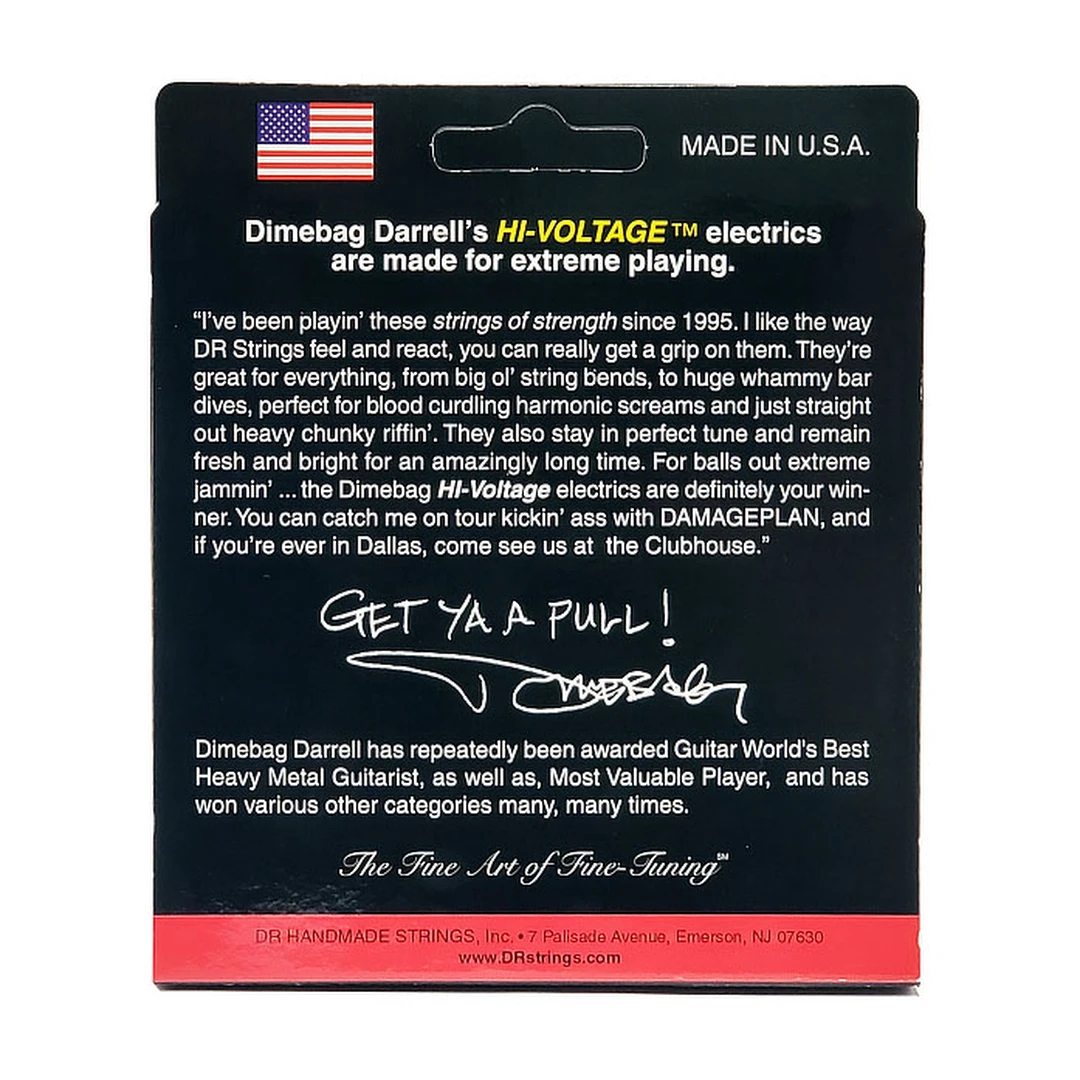 MADE IN U.S.A.
Dimebag Darrell's HI-VOLTAGE™ electrics
are made for extreme playing.
“I've been playin' these strings of strength since 1995. I like the way
DR Strings feel and react, you can really get a grip on them. They're
great for everything, from big ol' string bends, to huge whammy bar
dives, perfect for blood curdling harmonic screams and just straight
out heavy chunky riffin'. They also stay in perfect tune and remain
fresh and bright for an amazingly long time. For balls out extreme
jammin' ... the Dimebag HI-Voltage electrics are definitely your win-
ner. You can catch me on tour kickin' ass with DAMAGEPLAN, and
if you're ever in Dallas, come see us at the Clubhouse.”
GET YA A PULL!
DIMEBAG
Dimebag Darrell has repeatedly been awarded Guitar World's Best
Heavy Metal Guitarist, as well as, Most Valuable Player, and has
won various other categories many, many times.
The Fine Art of Fine-Tuning℠
DR HANDMADE STRINGS, Inc. • 7 Palisade Avenue, Emerson, NJ 07630
www.DRstrings.com